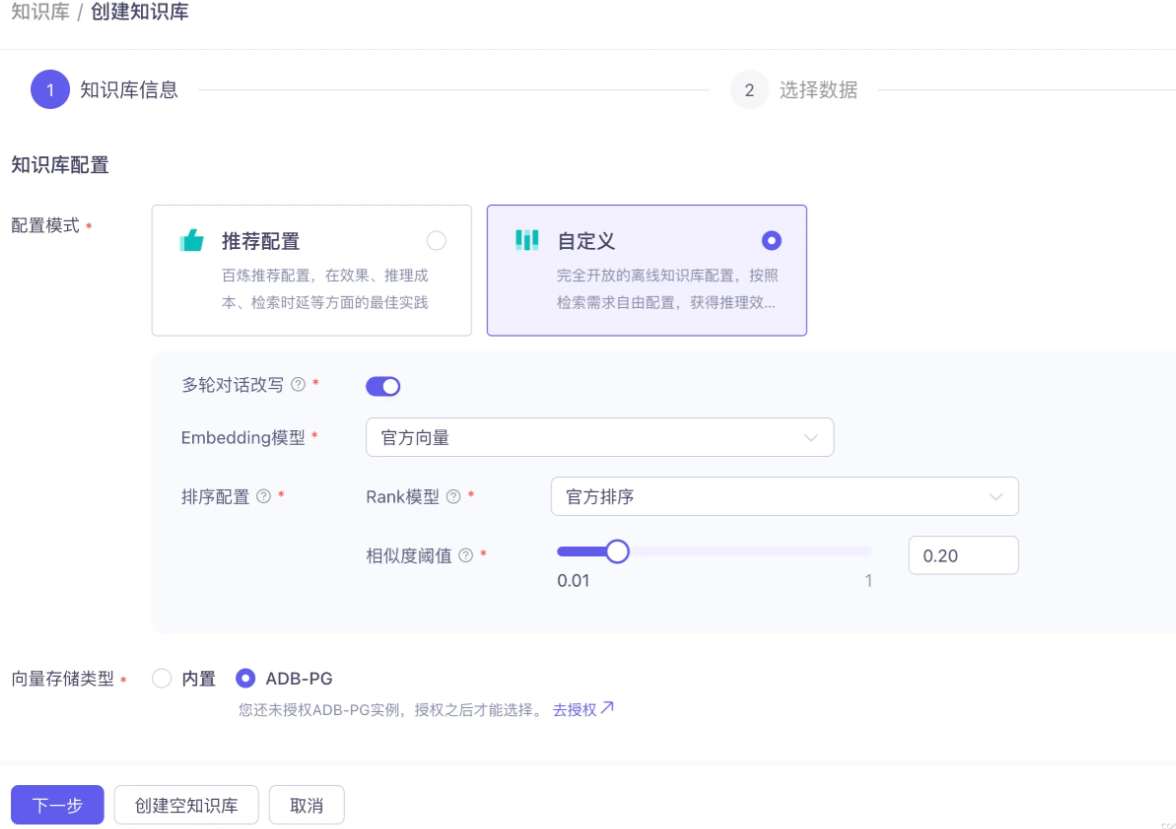 知识库 / 创建知识库
1 知识库信息
2 选择数据
知识库配置
配置模式 *
推荐配置
百炼推荐配置，在效果、推理成
本、检索时延等方面的最佳实践
自定义
完全开放的离线知识库配置，按照
检索需求自由配置，获得推理效...
多轮对话改写 ? *
Embedding模型 *
官方向量
排序配置 ? *
Rank模型 ? *
官方排序
相似度阈值 ? *
0.01
1
0.20
向量存储类型 *
内置
ADB-PG
您还未授权ADB-PG实例，授权之后才能选择。 去授权
下一步
创建空知识库
取消